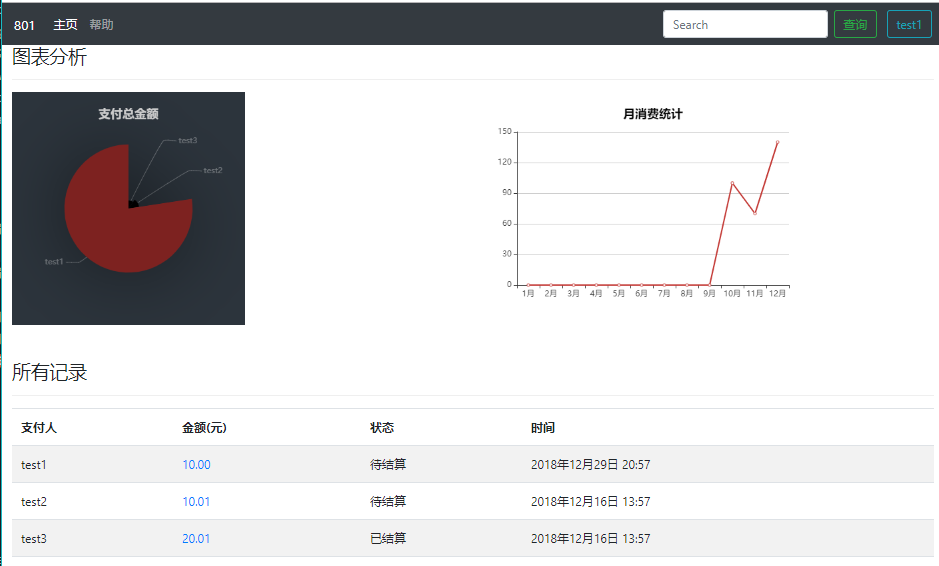 801 主页 帮助 Search 查询 test1
图表分析
支付总金额
test3
test2
test1
月消费统计
150
120
90
60
30
0
1月 2月 3月 4月 5月 6月 7月 8月 9月 10月 11月 12月
所有记录
支付人 金额(元) 状态 时间
test1 10.00 待结算 2018年12月29日 20:57
test2 10.01 待结算 2018年12月16日 13:57
test3 20.01 已结算 2018年12月16日 13:57